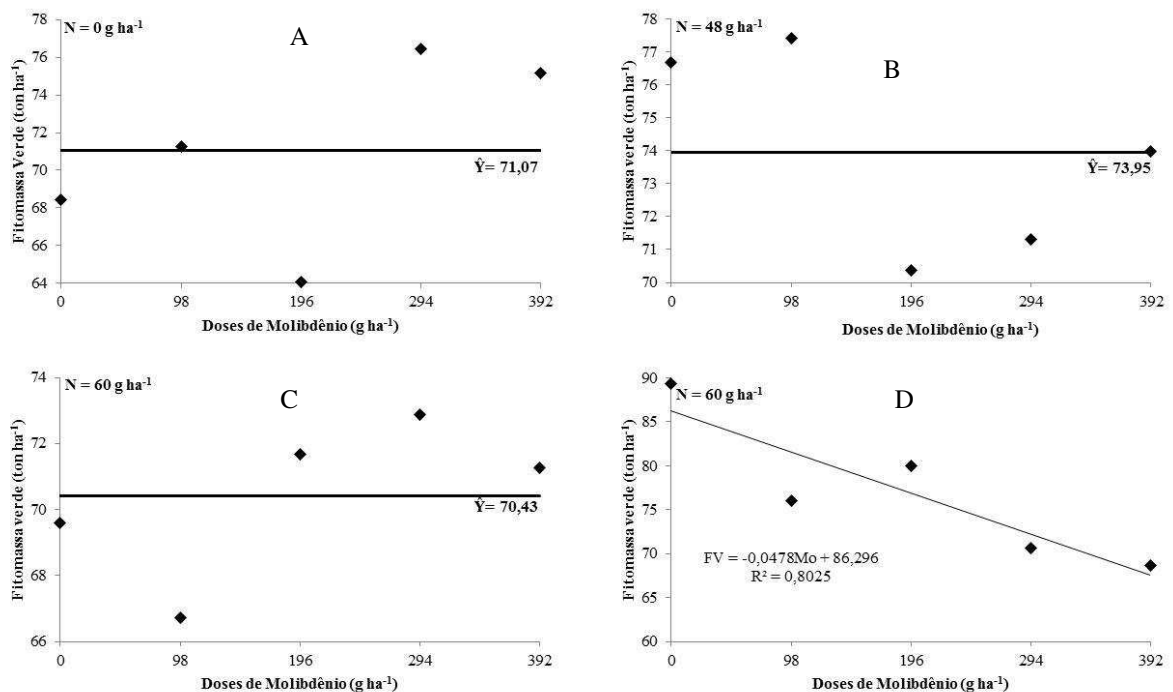 Fitomassa Verde (ton ha⁻¹)
78
76
74
72
70
68
66
64
N = 0 g ha⁻¹
A
Ŷ= 71,07
0 98 196 294 392
Doses de Molibdênio (g ha⁻¹)
Fitomassa verde (ton ha⁻¹)
78
77
76
75
74
73
72
71
70
N = 48 g ha⁻¹
B
Ŷ= 73,95
0 98 196 294 392
Doses de Molibdênio (g ha⁻¹)
Fitomassa verde (ton ha⁻¹)
74
72
70
68
66
N = 60 g ha⁻¹
C
Ŷ= 70,43
0 98 196 294 392
Doses de Molibdênio (g ha⁻¹)
Fitomassa verde (ton ha⁻¹)
90
85
80
75
70
65
60
N = 60 g ha⁻¹
D
FV = -0,0478Mo + 86,296
R² = 0,8025
0 98 196 294 392
Doses de Molibdênio (g ha⁻¹)